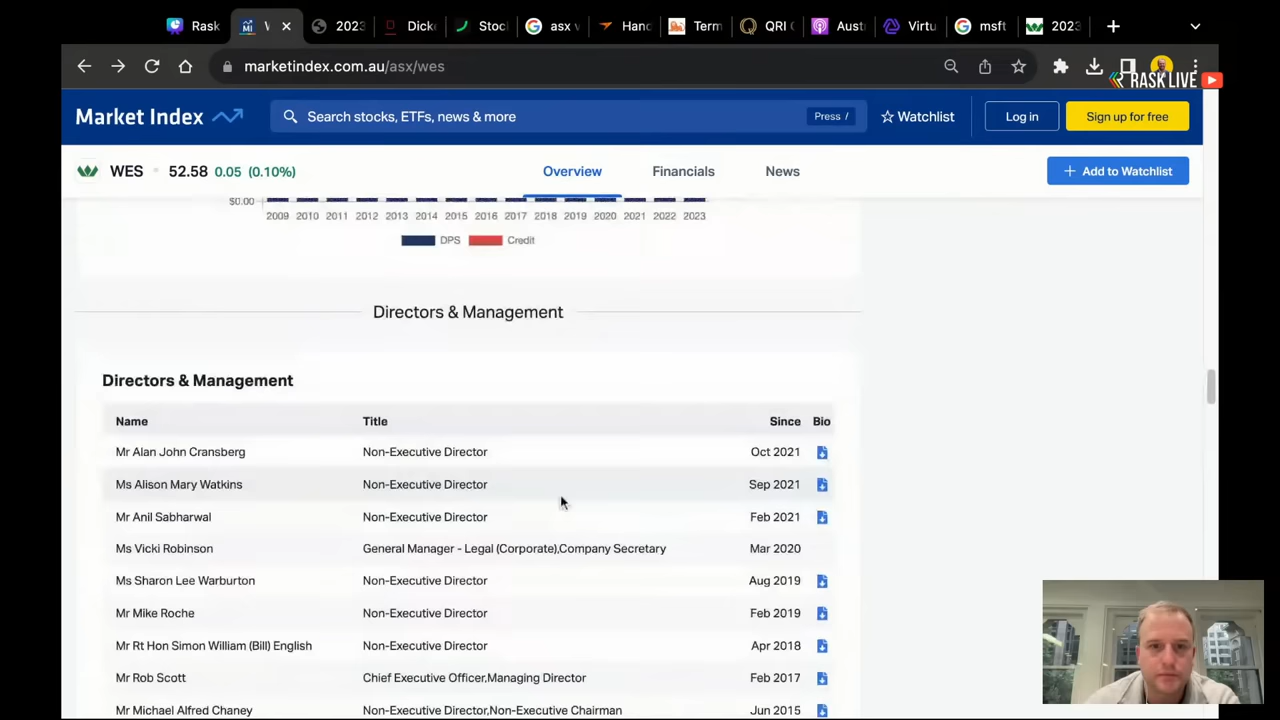 Rask
W
2023
Dicke
Stoc
asx v
Hand
Term
QRI
Aust
Virtu
msft
2023
marketindex.com.au/asx/wes
RASK LIVE
Market Index
Search stocks, ETFs, news & more
Press /
Watchlist
Log in
Sign up for free
WES
52.58 0.05 (0.10%)
Overview
Financials
News
+ Add to Watchlist
$0.00
2009 2010 2011 2012 2013 2014 2015 2016 2017 2018 2019 2020 2021 2022 2023
DPS Credit
Directors & Management
Directors & Management
Name Title Since Bio
Mr Alan John Cransberg Non-Executive Director Oct 2021
Ms Alison Mary Watkins Non-Executive Director Sep 2021
Mr Anil Sabharwal Non-Executive Director Feb 2021
Ms Vicki Robinson General Manager - Legal (Corporate),Company Secretary Mar 2020
Ms Sharon Lee Warburton Non-Executive Director Aug 2019
Mr Mike Roche Non-Executive Director Feb 2019
Mr Rt Hon Simon William (Bill) English Non-Executive Director Apr 2018
Mr Rob Scott Chief Executive Officer,Managing Director Feb 2017
Mr Michael Alfred Chaney Non-Executive Director,Non-Executive Chairman Jun 2015